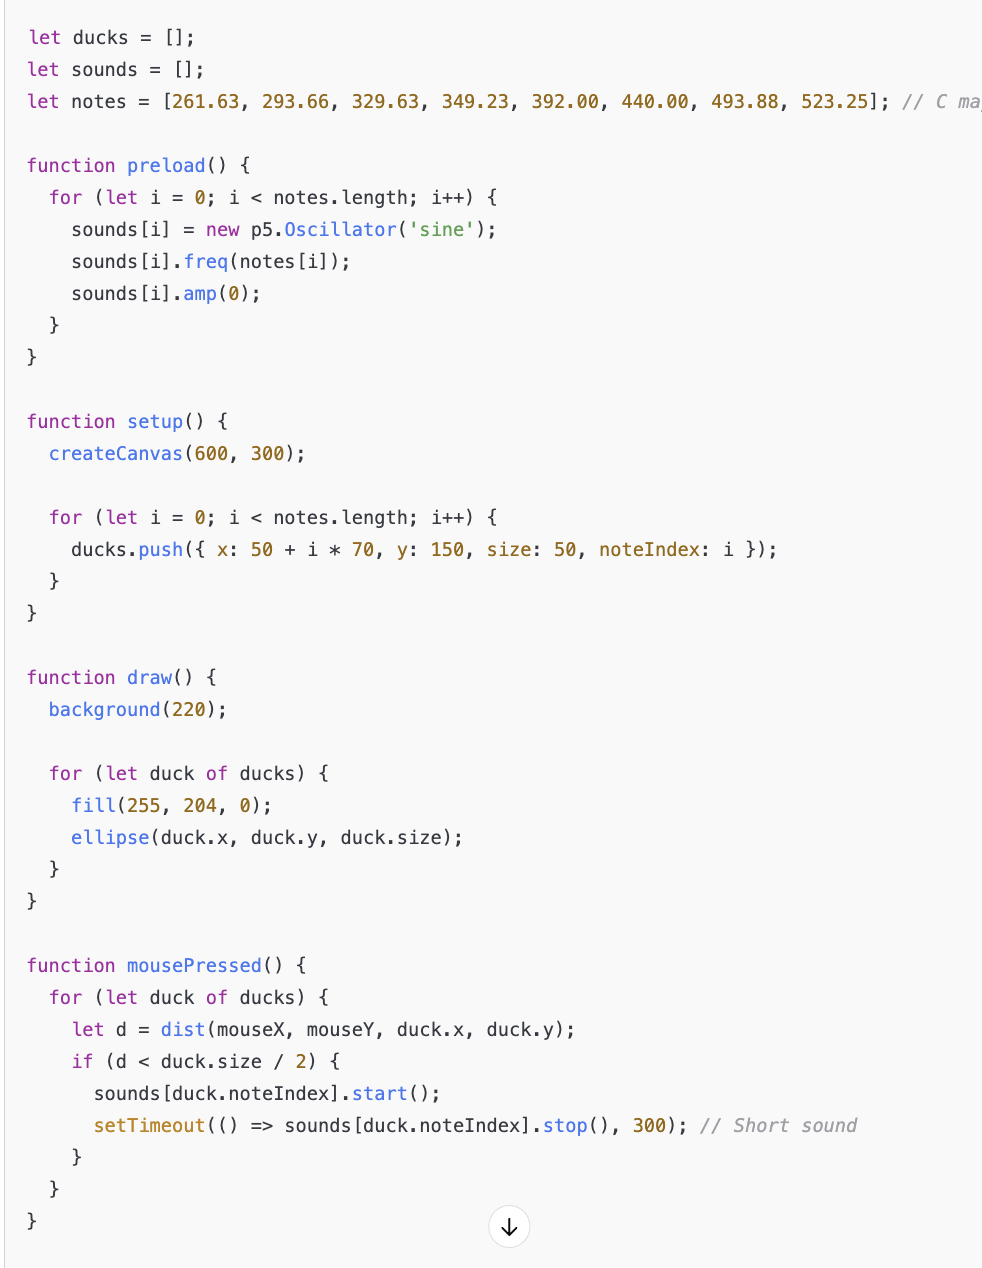 let ducks = [];
let sounds = [];
let notes = [261.63, 293.66, 329.63, 349.23, 392.00, 440.00, 493.88, 523.25]; // C ma
function preload() {
  for (let i = 0; i < notes.length; i++) {
    sounds[i] = new p5.Oscillator('sine');
    sounds[i].freq(notes[i]);
    sounds[i].amp(0);
  }
}
function setup() {
  createCanvas(600, 300);
  for (let i = 0; i < notes.length; i++) {
    ducks.push({ x: 50 + i * 70, y: 150, size: 50, noteIndex: i });
  }
}
function draw() {
  background(220);
  for (let duck of ducks) {
    fill(255, 204, 0);
    ellipse(duck.x, duck.y, duck.size);
  }
}
function mousePressed() {
  for (let duck of ducks) {
    let d = dist(mouseX, mouseY, duck.x, duck.y);
    if (d < duck.size / 2) {
      sounds[duck.noteIndex].start();
      setTimeout(() => sounds[duck.noteIndex].stop(), 300); // Short sound
    }
  }
}